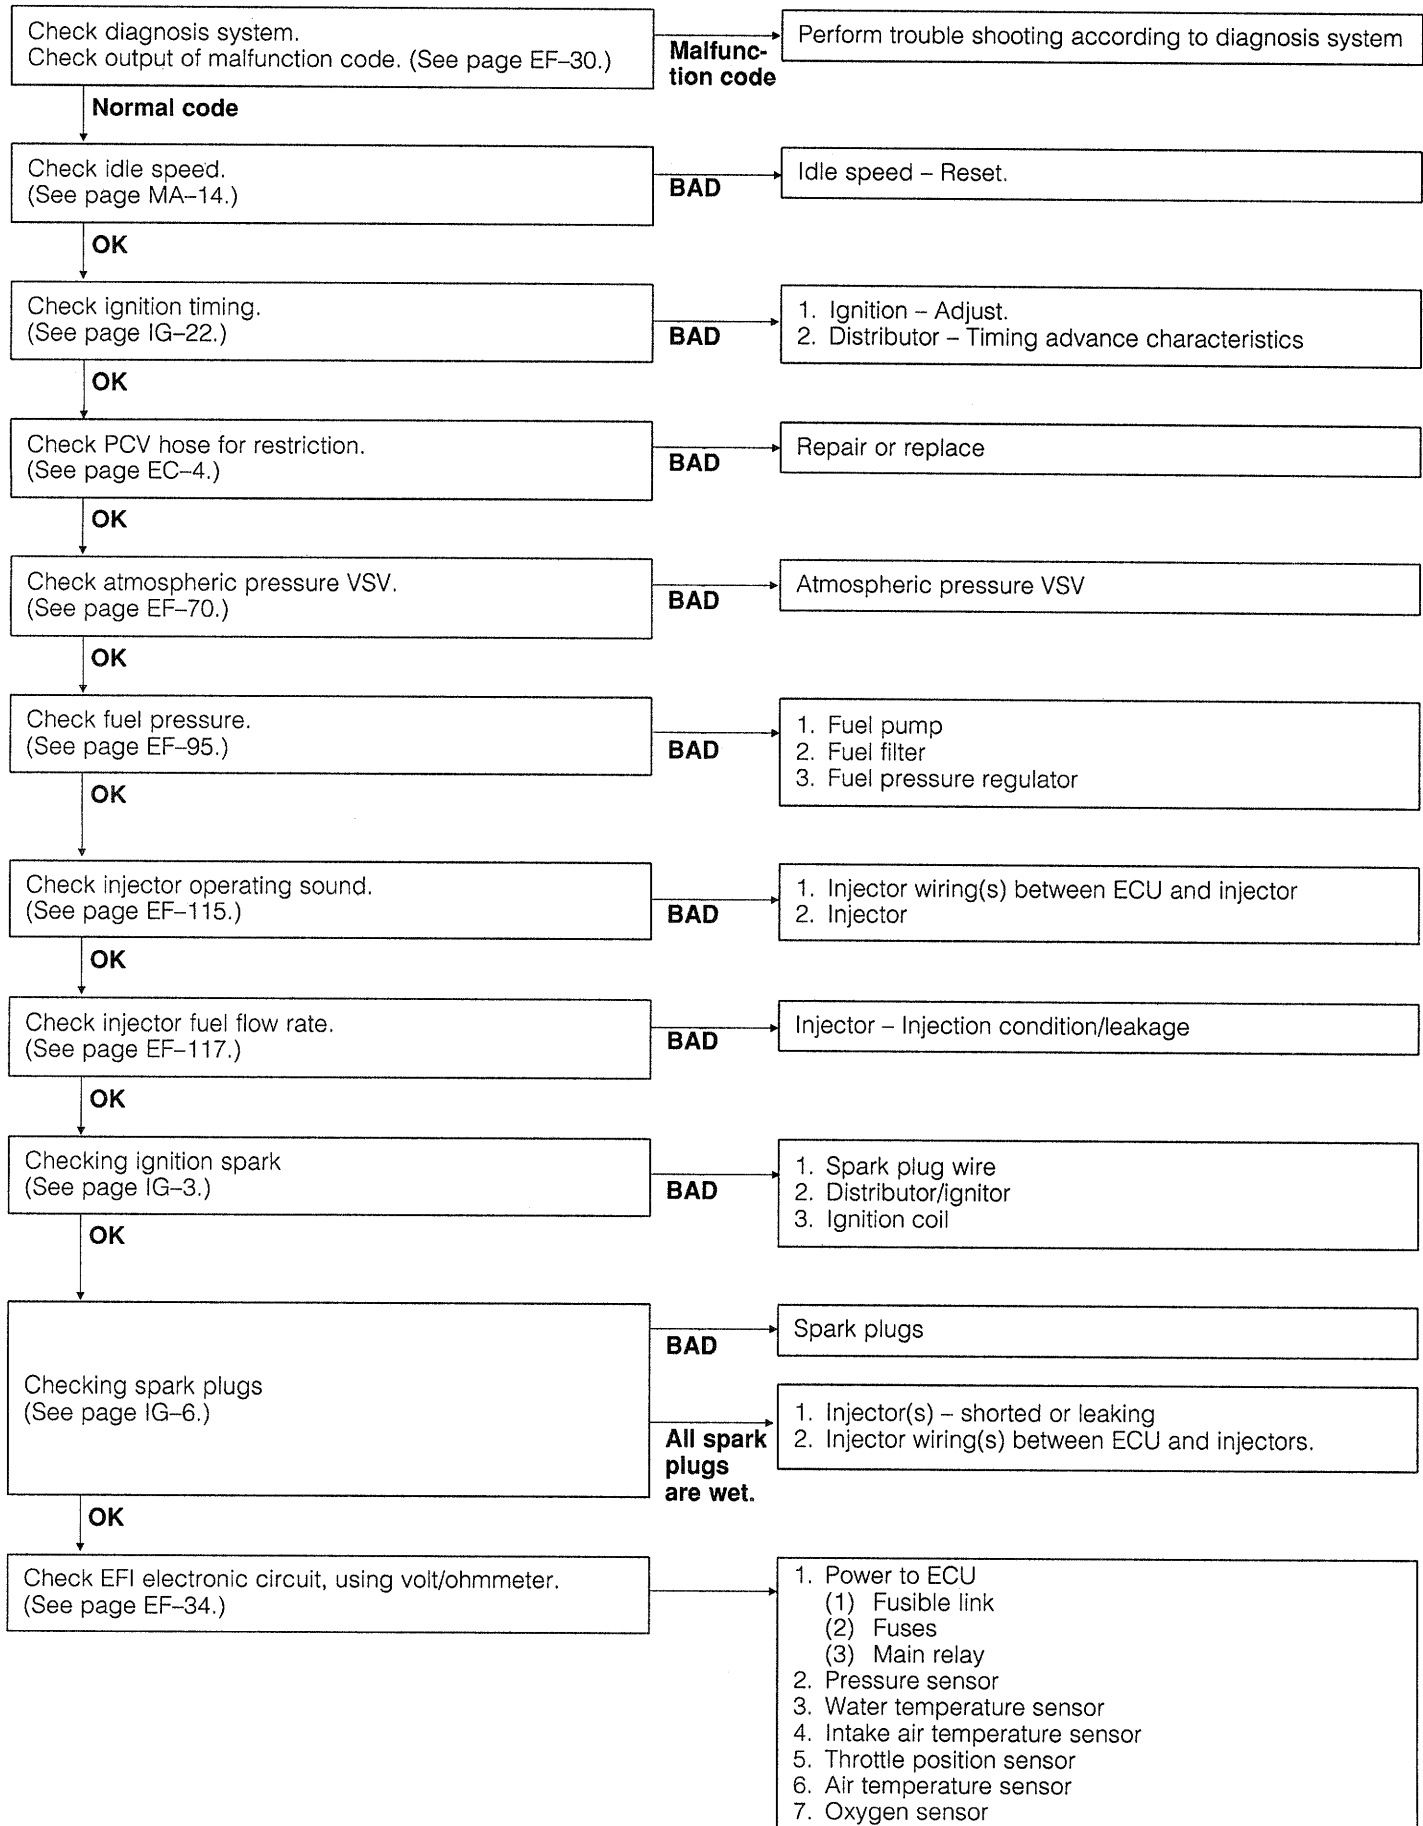 Check diagnosis system.
Check output of malfunction code. (See page EF–30.)
Malfunc-
tion code
Perform trouble shooting according to diagnosis system
Normal code
Check idle speed.
(See page MA–14.)
BAD
Idle speed – Reset.
OK
Check ignition timing.
(See page IG–22.)
BAD
1. Ignition – Adjust.
2. Distributor – Timing advance characteristics
OK
Check PCV hose for restriction.
(See page EC–4.)
BAD
Repair or replace
OK
Check atmospheric pressure VSV.
(See page EF–70.)
BAD
Atmospheric pressure VSV
OK
Check fuel pressure.
(See page EF–95.)
BAD
1. Fuel pump
2. Fuel filter
3. Fuel pressure regulator
OK
Check injector operating sound.
(See page EF–115.)
BAD
1. Injector wiring(s) between ECU and injector
2. Injector
OK
Check injector fuel flow rate.
(See page EF–117.)
BAD
Injector – Injection condition/leakage
OK
Checking ignition spark
(See page IG–3.)
BAD
1. Spark plug wire
2. Distributor/ignitor
3. Ignition coil
OK
Checking spark plugs
(See page IG–6.)
BAD
Spark plugs
All spark
plugs
are wet.
1. Injector(s) – shorted or leaking
2. Injector wiring(s) between ECU and injectors.
OK
Check EFI electronic circuit, using volt/ohmmeter.
(See page EF–34.)
1. Power to ECU
(1) Fusible link
(2) Fuses
(3) Main relay
2. Pressure sensor
3. Water temperature sensor
4. Intake air temperature sensor
5. Throttle position sensor
6. Air temperature sensor
7. Oxygen sensor